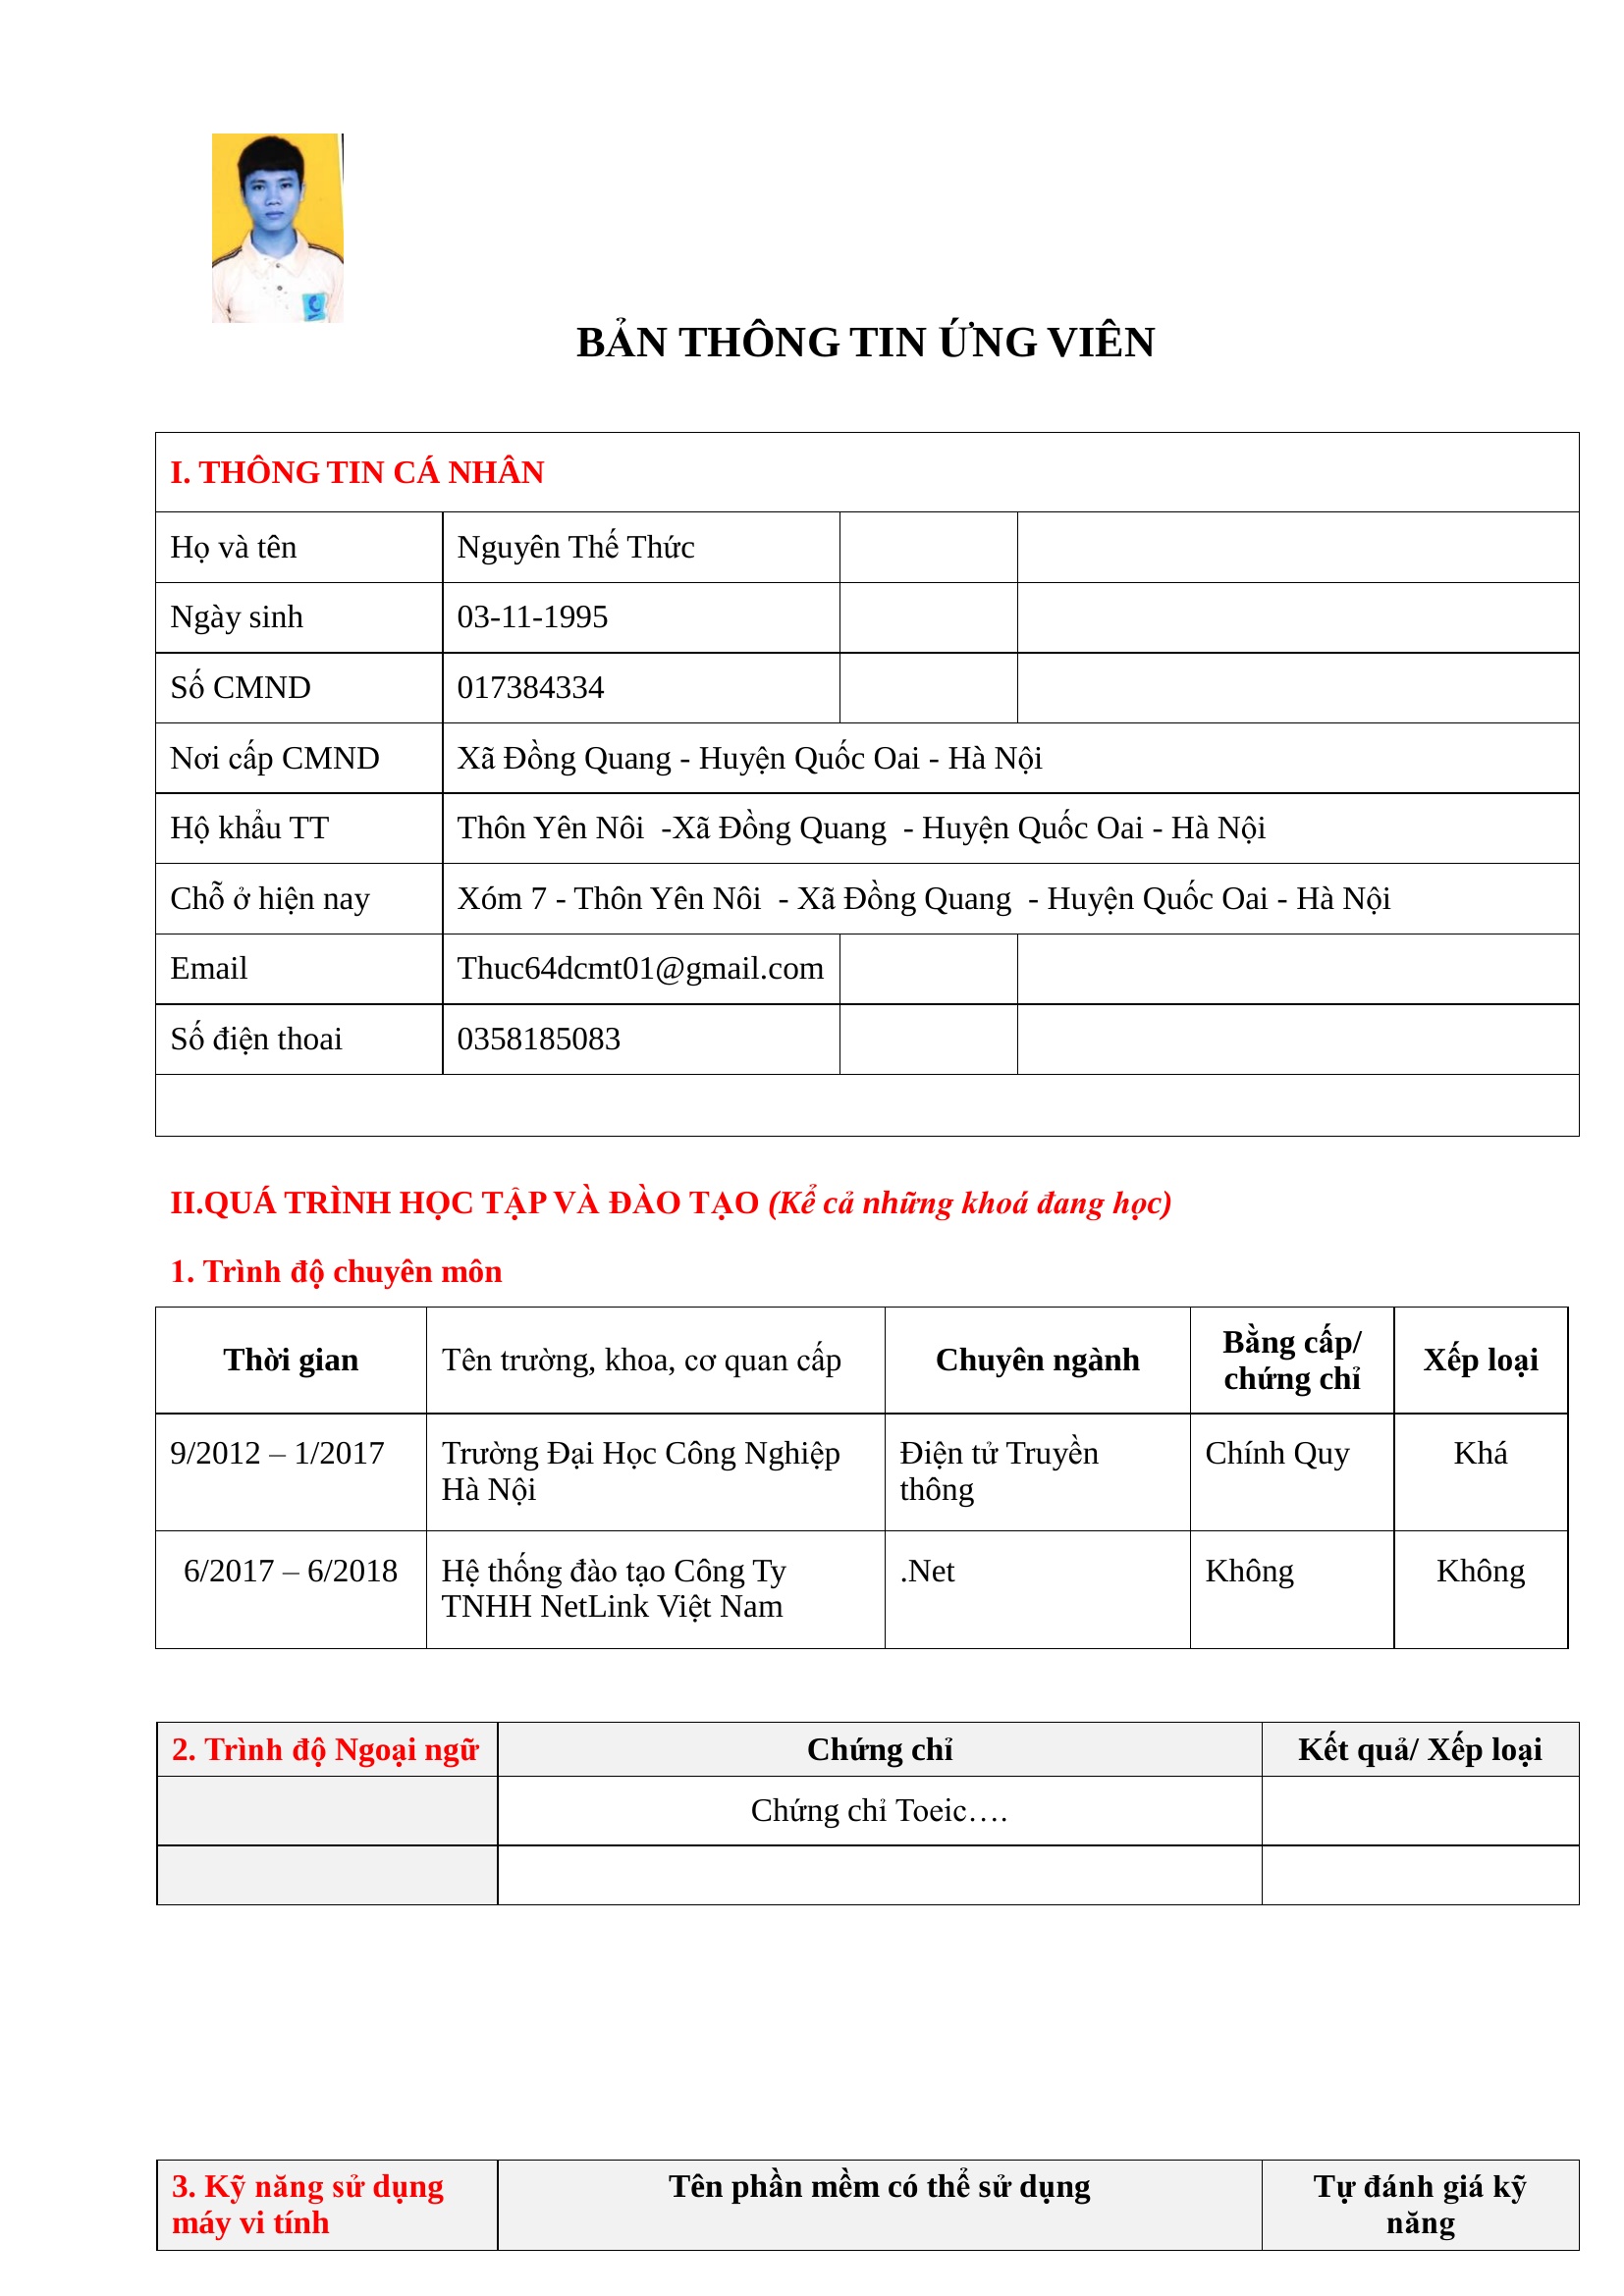 BẢN THÔNG TIN ỨNG VIÊN
I. THÔNG TIN CÁ NHÂN
Họ và tên Nguyên Thế Thức
Ngày sinh 03-11-1995
Số CMND 017384334
Nơi cấp CMND Xã Đồng Quang - Huyện Quốc Oai - Hà Nội
Hộ khẩu TT Thôn Yên Nôi -Xã Đồng Quang - Huyện Quốc Oai - Hà Nội
Chỗ ở hiện nay Xóm 7 - Thôn Yên Nôi - Xã Đồng Quang - Huyện Quốc Oai - Hà Nội
Email Thuc64dcmt01@gmail.com
Số điện thoai 0358185083
II.QUÁ TRÌNH HỌC TẬP VÀ ĐÀO TẠO (Kể cả những khoá đang học)
1. Trình độ chuyên môn
Thời gian Tên trường, khoa, cơ quan cấp Chuyên ngành Bằng cấp/ Xếp loại
chứng chỉ
9/2012 – 1/2017 Trường Đại Học Công Nghiệp Điện tử Truyền Chính Quy Khá
Hà Nội thông
6/2017 – 6/2018 Hệ thống đào tạo Công Ty .Net Không Không
TNHH NetLink Việt Nam
2. Trình độ Ngoại ngữ Chứng chỉ Kết quả/ Xếp loại
Chứng chỉ Toeic….
3. Kỹ năng sử dụng Tên phần mềm có thể sử dụng Tự đánh giá kỹ
máy vi tính năng